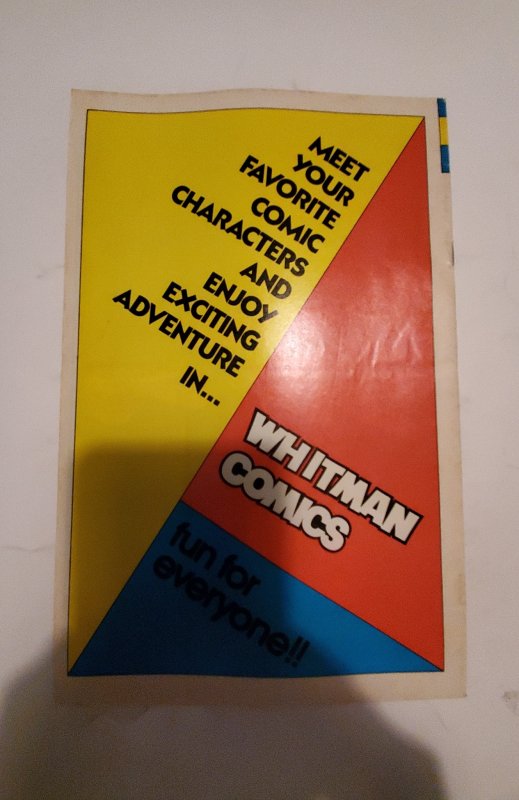 MEET
YOUR
FAVORITE
COMIC
CHARACTERS
AND
ENJOY
EXCITING
ADVENTURE
IN...
WHITMAN
COMICS
fun for
everyone!!